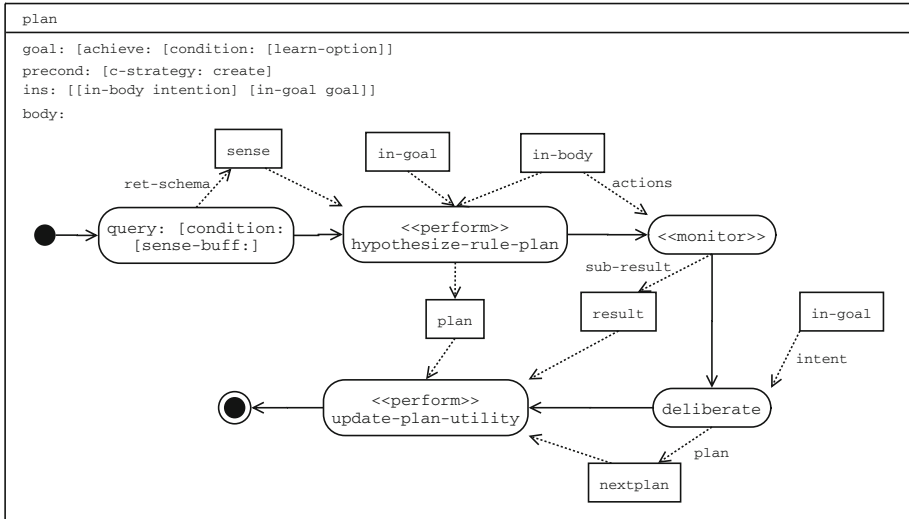 plan
goal: [achieve: [condition: [learn-option]]
precond: [c-strategy: create]
ins: [[in-body intention] [in-goal goal]]
body:
sense
in-goal
in-body
ret-schema
actions
query: [condition:
[sense-buff:]
<<perform>>
hypothesize-rule-plan
<<monitor>>
sub-result
plan
result
in-goal
intent
<<perform>>
update-plan-utility
deliberate
plan
nextplan